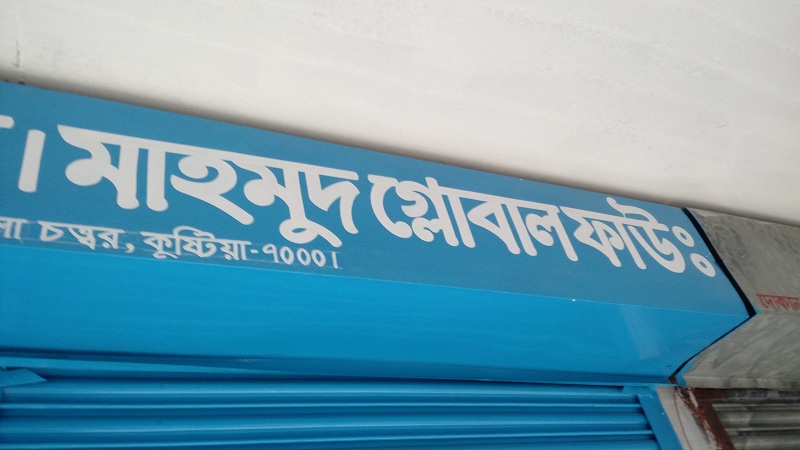 । মাহমুদ গ্লোবাল ফাউঃ
চত্বর, কুষ্টিয়া-৭০০০।
দোকান